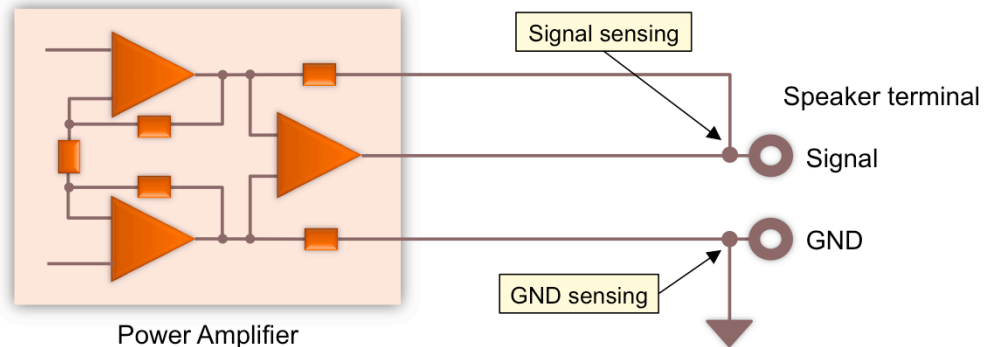 Signal sensing
Speaker terminal
Signal
GND
GND sensing
Power Amplifier